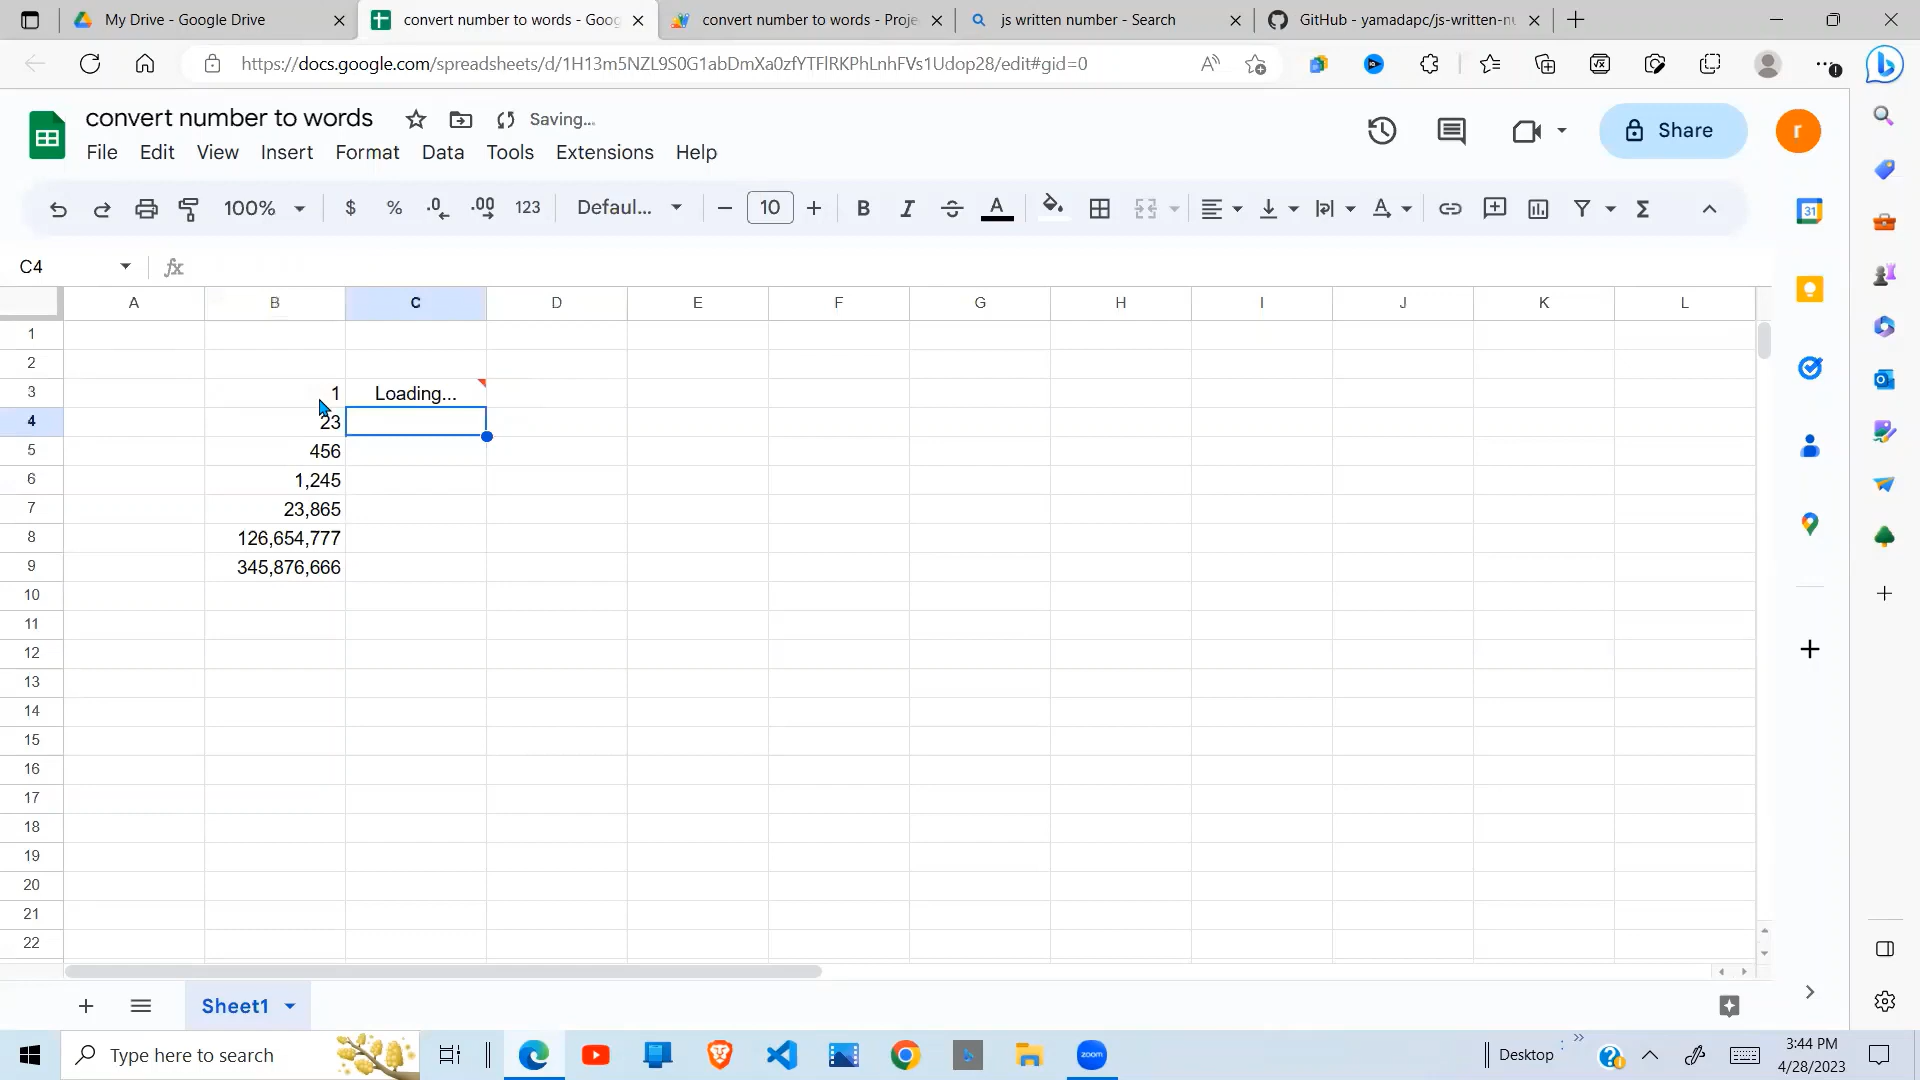 My Drive - Google Drive
convert number to words - Goog
convert number to words - Proje
js written number - Search
GitHub - yamadapc/js-written-nu
https://docs.google.com/spreadsheets/d/1H13m5NZL9S0G1abDmXa0zfYTFlRKPhLnhFVs1Udop28/edit#gid=0
convert number to words
Saving...
File Edit View Insert Format Data Tools Extensions Help
Share
r
100% $ % .0 .00 123 Defaul... 10 B I A Σ
31
C4 fx
A B C D E F G H I J K L
1
2
3 1 Loading...
4 23
5 456
6 1,245
7 23,865
8 126,654,777
9 345,876,666
10
11
12
13
14
15
16
17
18
19
20
21
22
Sheet1
Type here to search
zoom
Desktop
3:44 PM
4/28/2023